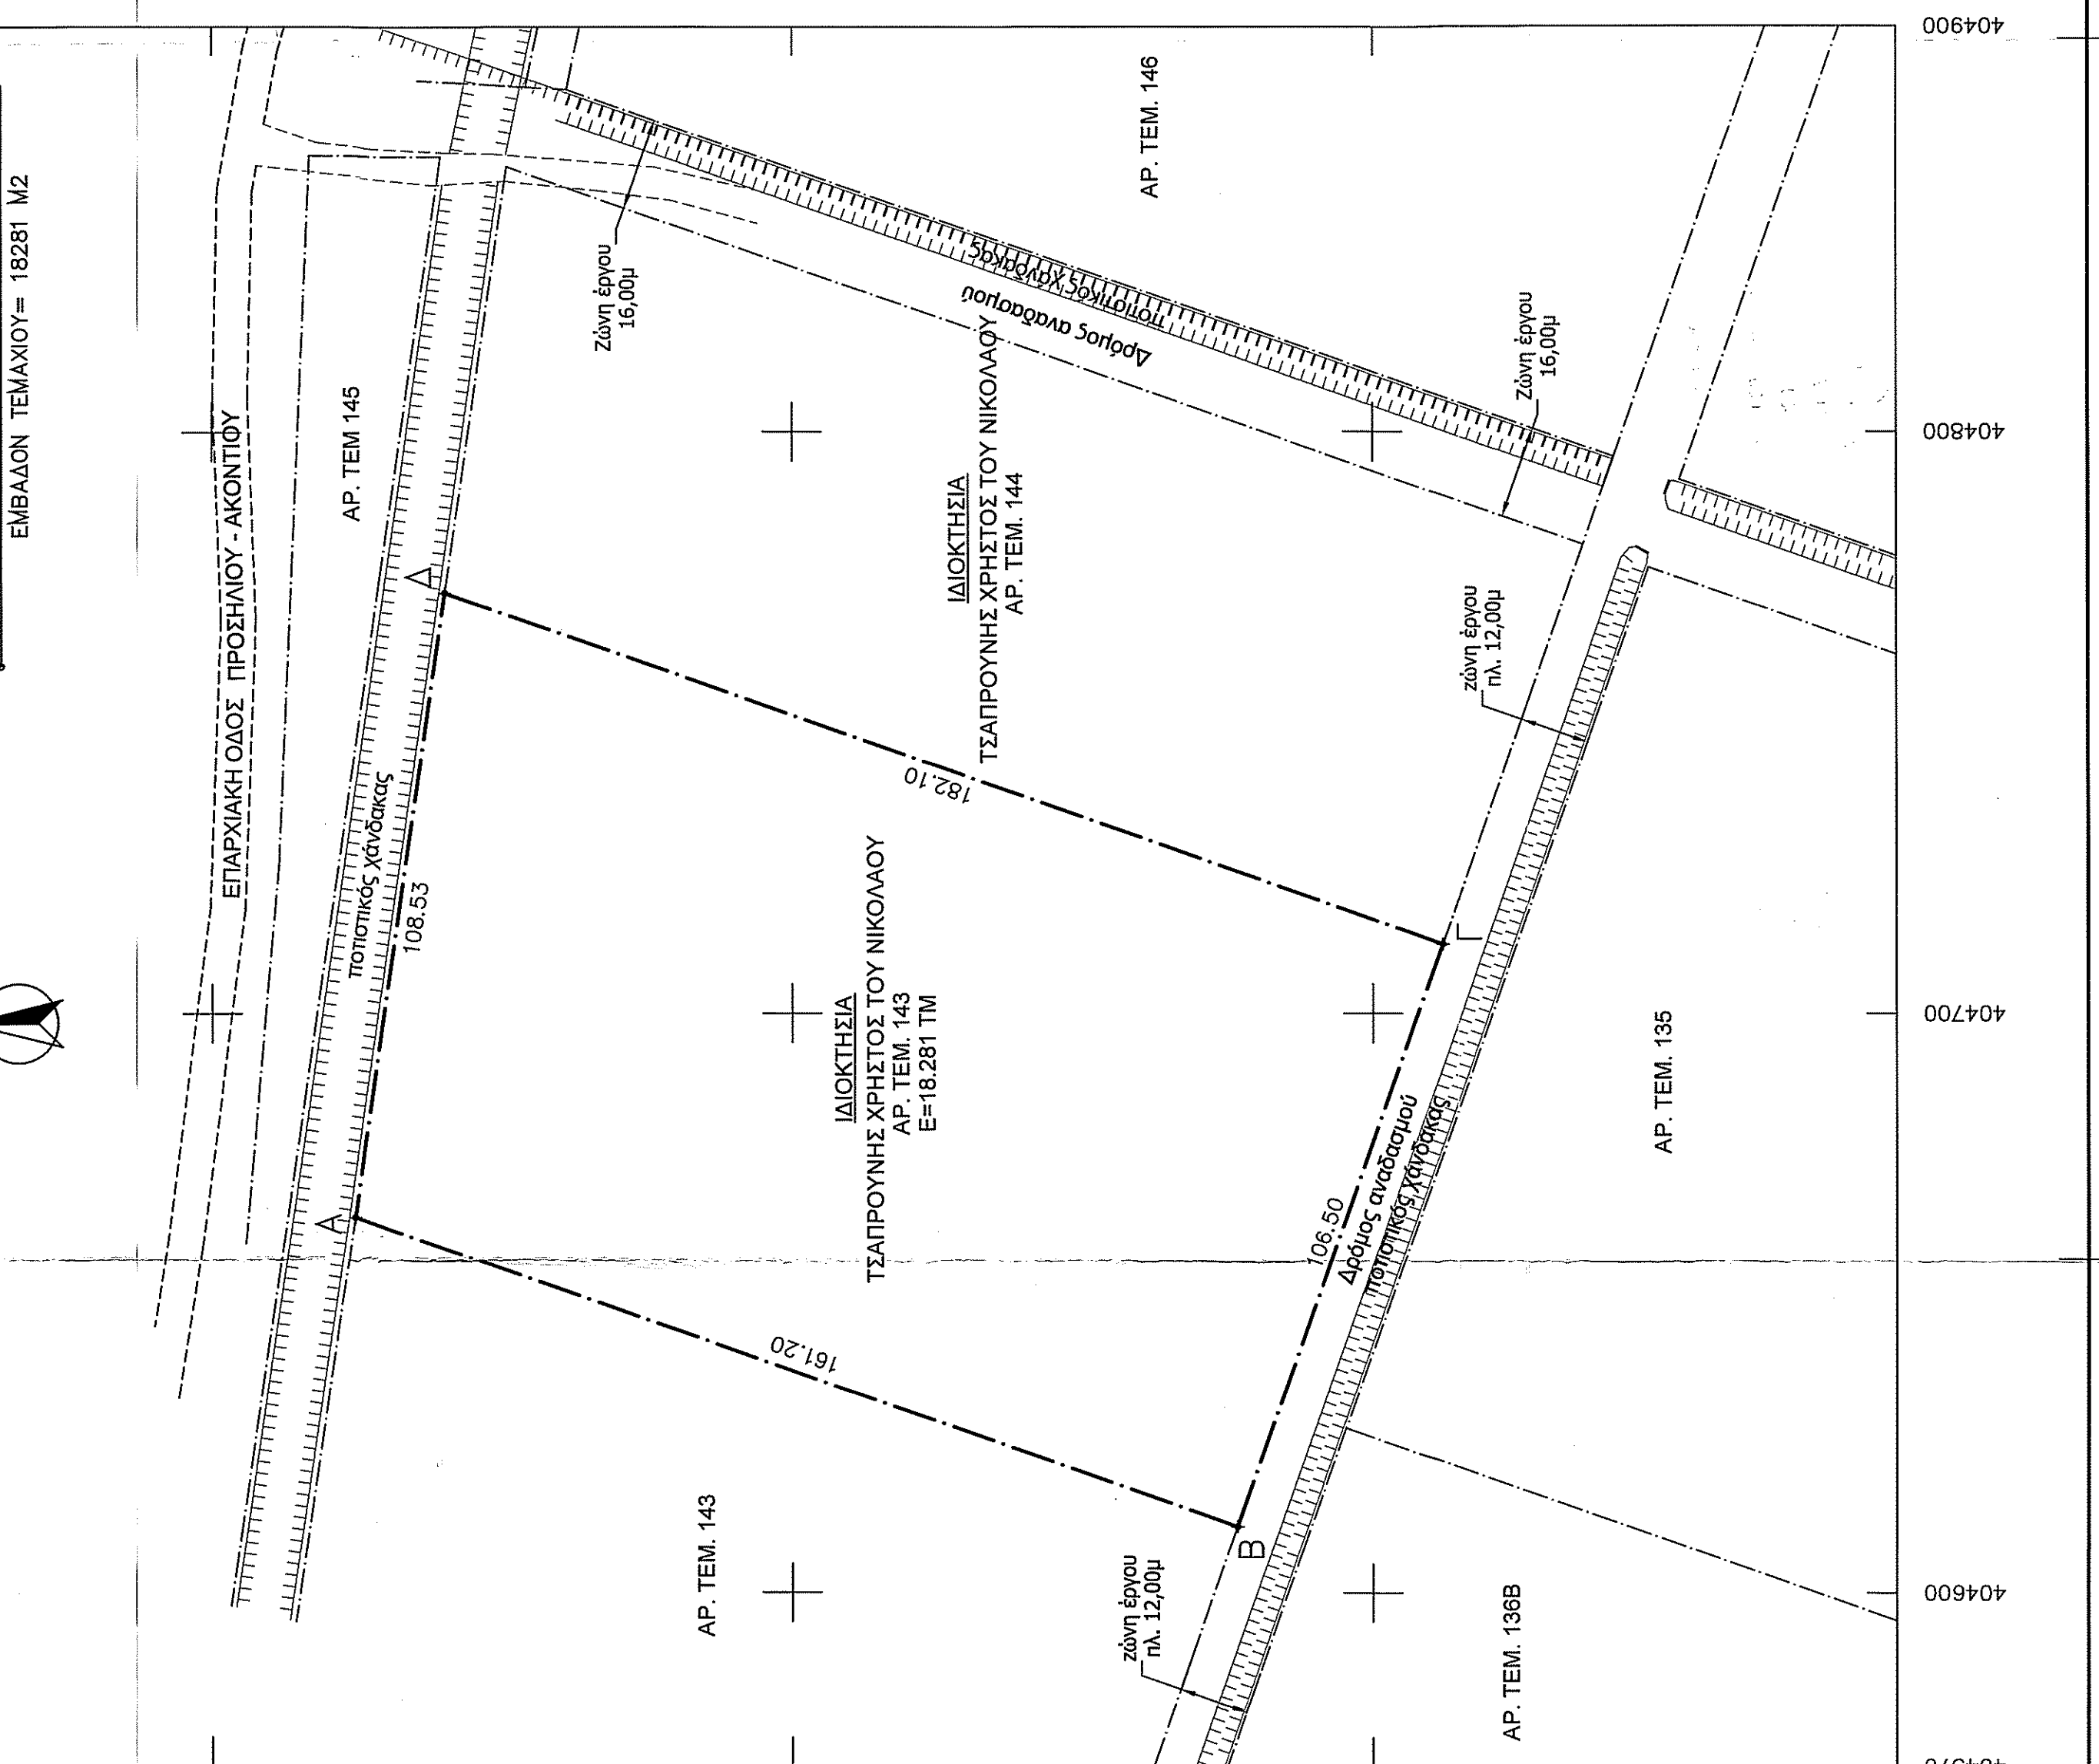 ΕΜΒΑΔΟΝ ΤΕΜΑΧΙΟΥ= 18281 M2
ΕΠΑΡΧΙΑΚΗ ΟΔΟΣ ΠΡΟΣΗΛΙΟΥ - ΑΚΟΝΤΙΟΥ
ΑΡ. ΤΕΜ 145
ποτιστικός χάνδακας
108.53
Α
Δ
Ζώνη έργου
16,00μ
ΑΡ. ΤΕΜ. 143
161.20
ΙΔΙΟΚΤΗΣΙΑ
ΤΣΑΠΡΟΥΝΗΣ ΧΡΗΣΤΟΣ ΤΟΥ ΝΙΚΟΛΑΟΥ
ΑΡ. ΤΕΜ. 143
Ε=18.281 ΤΜ
182.10
ΙΔΙΟΚΤΗΣΙΑ
ΤΣΑΠΡΟΥΝΗΣ ΧΡΗΣΤΟΣ ΤΟΥ ΝΙΚΟΛΑΟΥ
ΑΡ. ΤΕΜ. 144
Δρόμος αναδασμού
ποτιστικός χάνδακας
ΑΡ. ΤΕΜ. 146
ζώνη έργου
πλ. 12,00μ
Β
106.50
Δρόμος αναδασμού
ποτιστικός χάνδακας
Γ
ζώνη έργου
πλ. 12,00μ
Ζώνη έργου
16,00μ
ΑΡ. ΤΕΜ. 136Β
ΑΡ. ΤΕΜ. 135
404600
404700
404800
404900